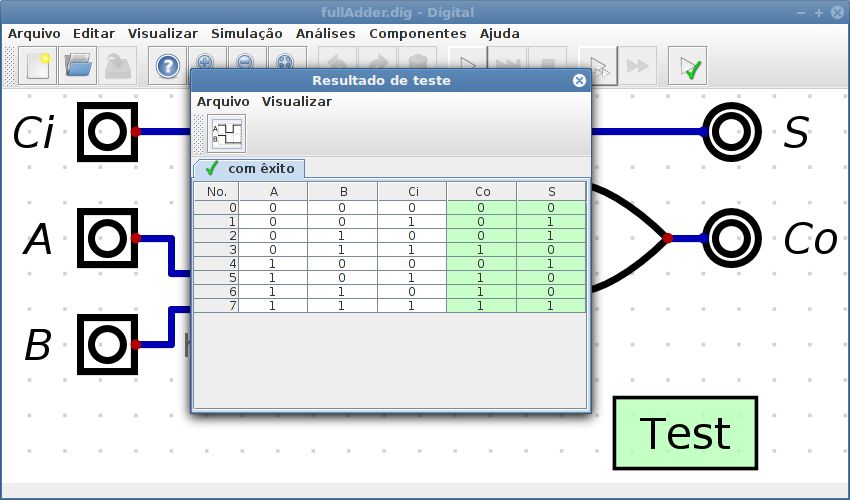 fullAdder.dig - Digital
Arquivo Editar Visualizar Simulação Análises Componentes Ajuda
Resultado de teste
Arquivo Visualizar
A
B
com êxito
No. A B Ci Co S
0 0 0 0 0 0
1 0 0 1 0 1
2 0 1 0 0 1
3 0 1 1 1 0
4 1 0 0 0 1
5 1 0 1 1 0
6 1 1 0 1 0
7 1 1 1 1 1
Ci
S
A
Co
B
Test